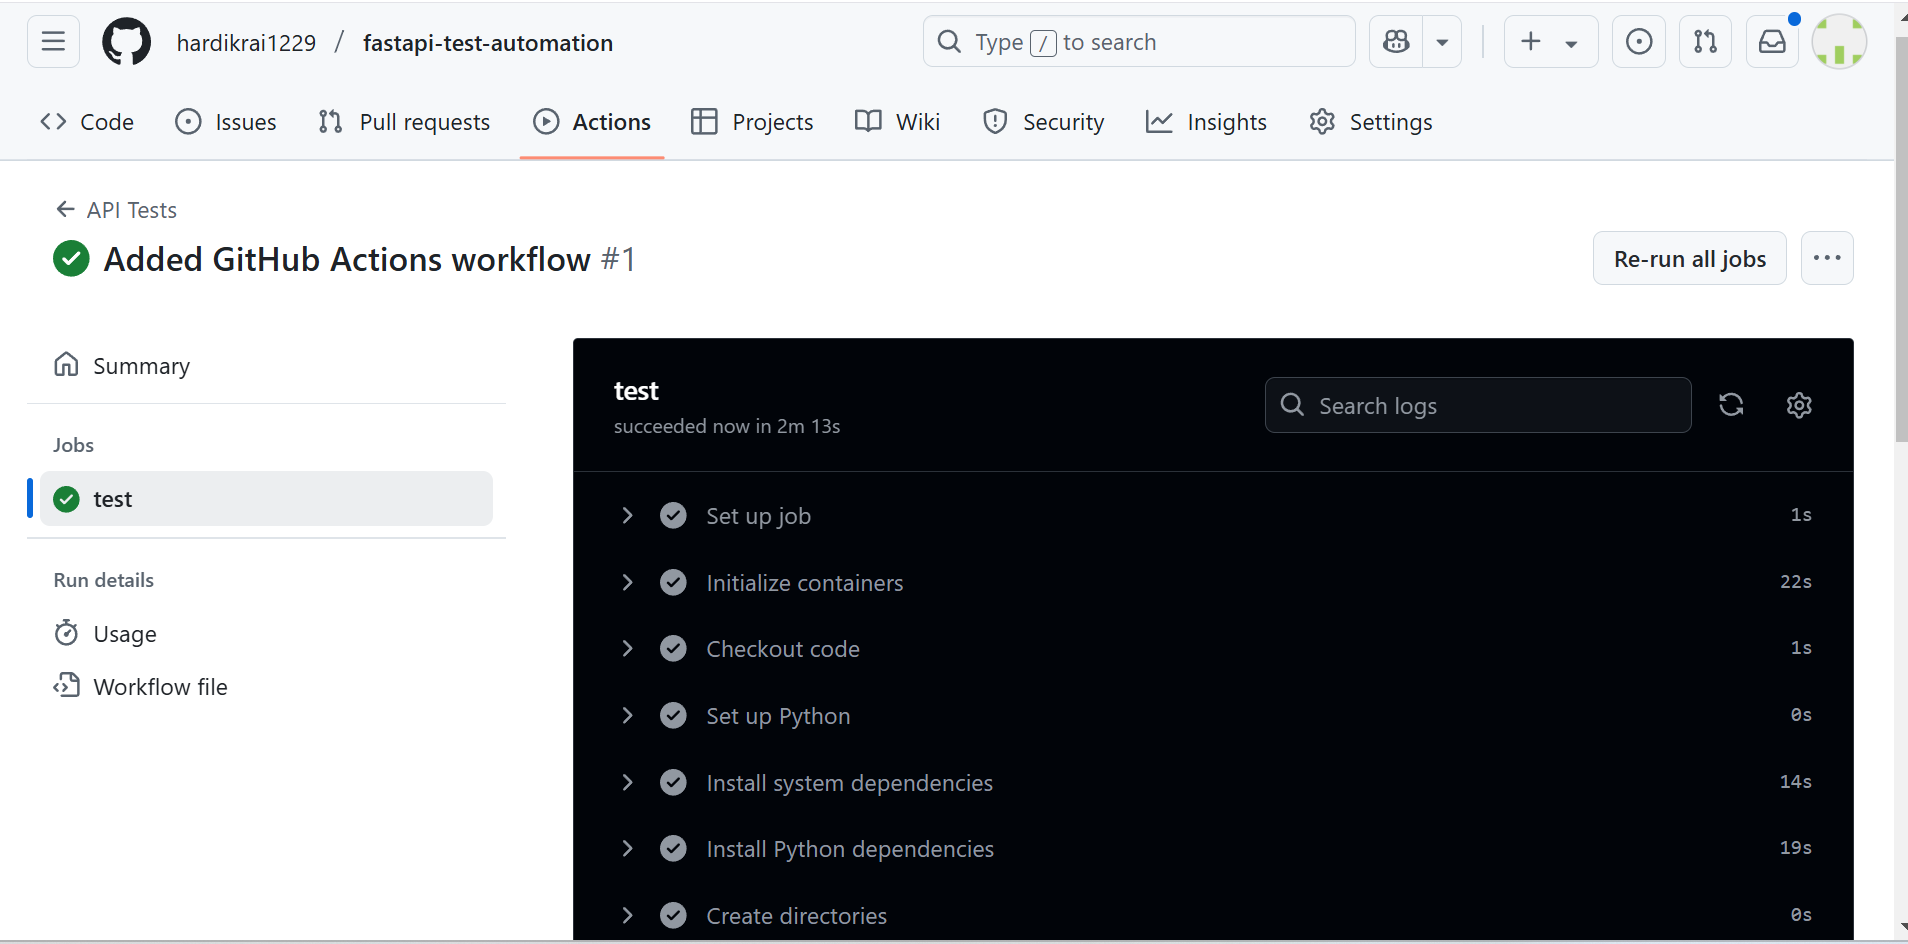 hardikrai1229 / fastapi-test-automation
Type / to search
Code
Issues
Pull requests
Actions
Projects
Wiki
Security
Insights
Settings
API Tests
Added GitHub Actions workflow #1
Re-run all jobs
Summary
Jobs
test
Run details
Usage
Workflow file
test
succeeded now in 2m 13s
Search logs
Set up job 1s
Initialize containers 22s
Checkout code 1s
Set up Python 0s
Install system dependencies 14s
Install Python dependencies 19s
Create directories 0s